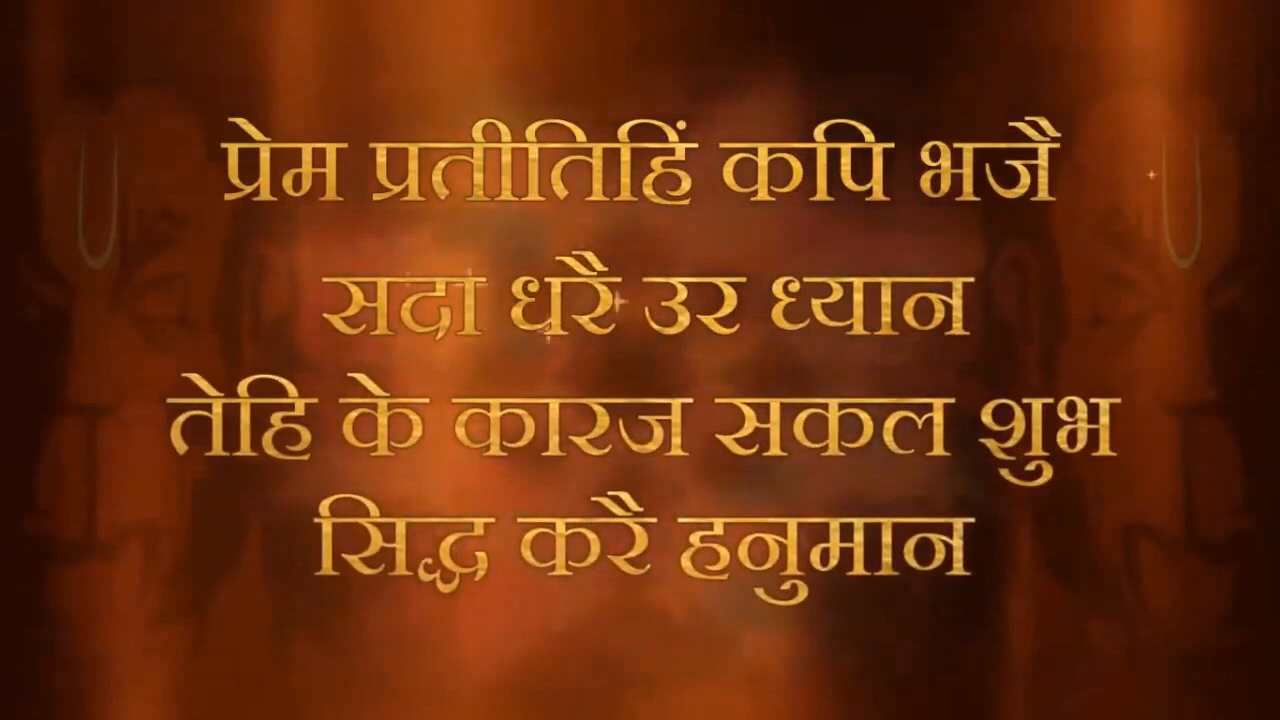 प्रेम प्रतीतिहिं कपि भजै
सदा धरै उर ध्यान
तेहि के कारज सकल शुभ
सिद्ध करै हनुमान